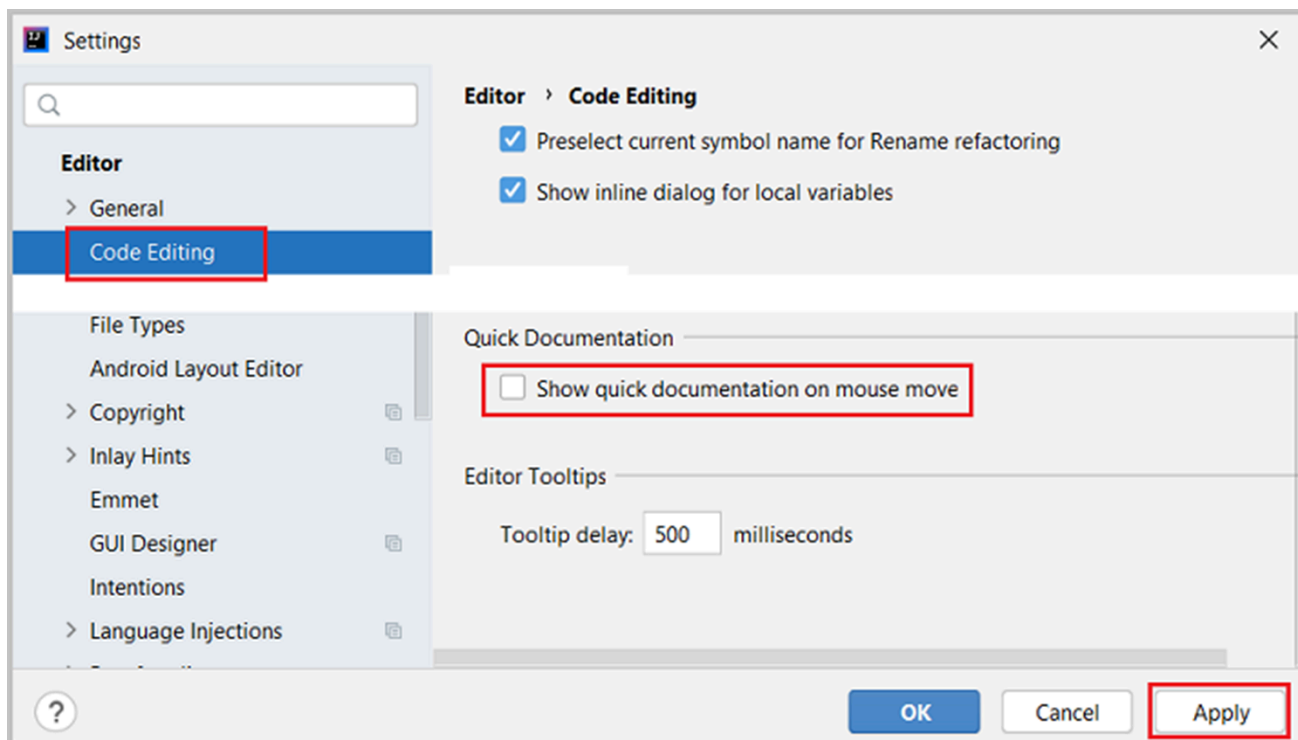 Settings
Editor › Code Editing
Preselect current symbol name for Rename refactoring
Show inline dialog for local variables
Editor
General
Code Editing
File Types
Android Layout Editor
Copyright
Inlay Hints
Emmet
GUI Designer
Intentions
Language Injections
Quick Documentation
Show quick documentation on mouse move
Editor Tooltips
Tooltip delay: 500 milliseconds
? OK Cancel Apply